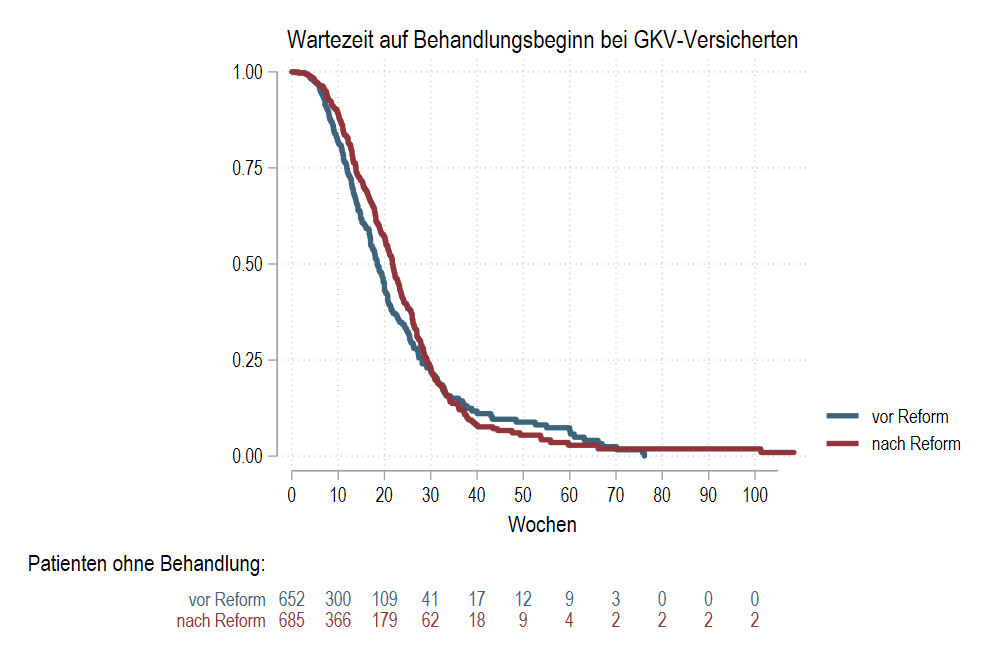 Wartezeit auf Behandlungsbeginn bei GKV-Versicherten
1.00
0.75
0.50
0.25
0.00
0 10 20 30 40 50 60 70 80 90 100
Wochen
vor Reform
nach Reform
Patienten ohne Behandlung:
vor Reform 652 300 109 41 17 12 9 3 0 0 0
nach Reform 685 366 179 62 18 9 4 2 2 2 2